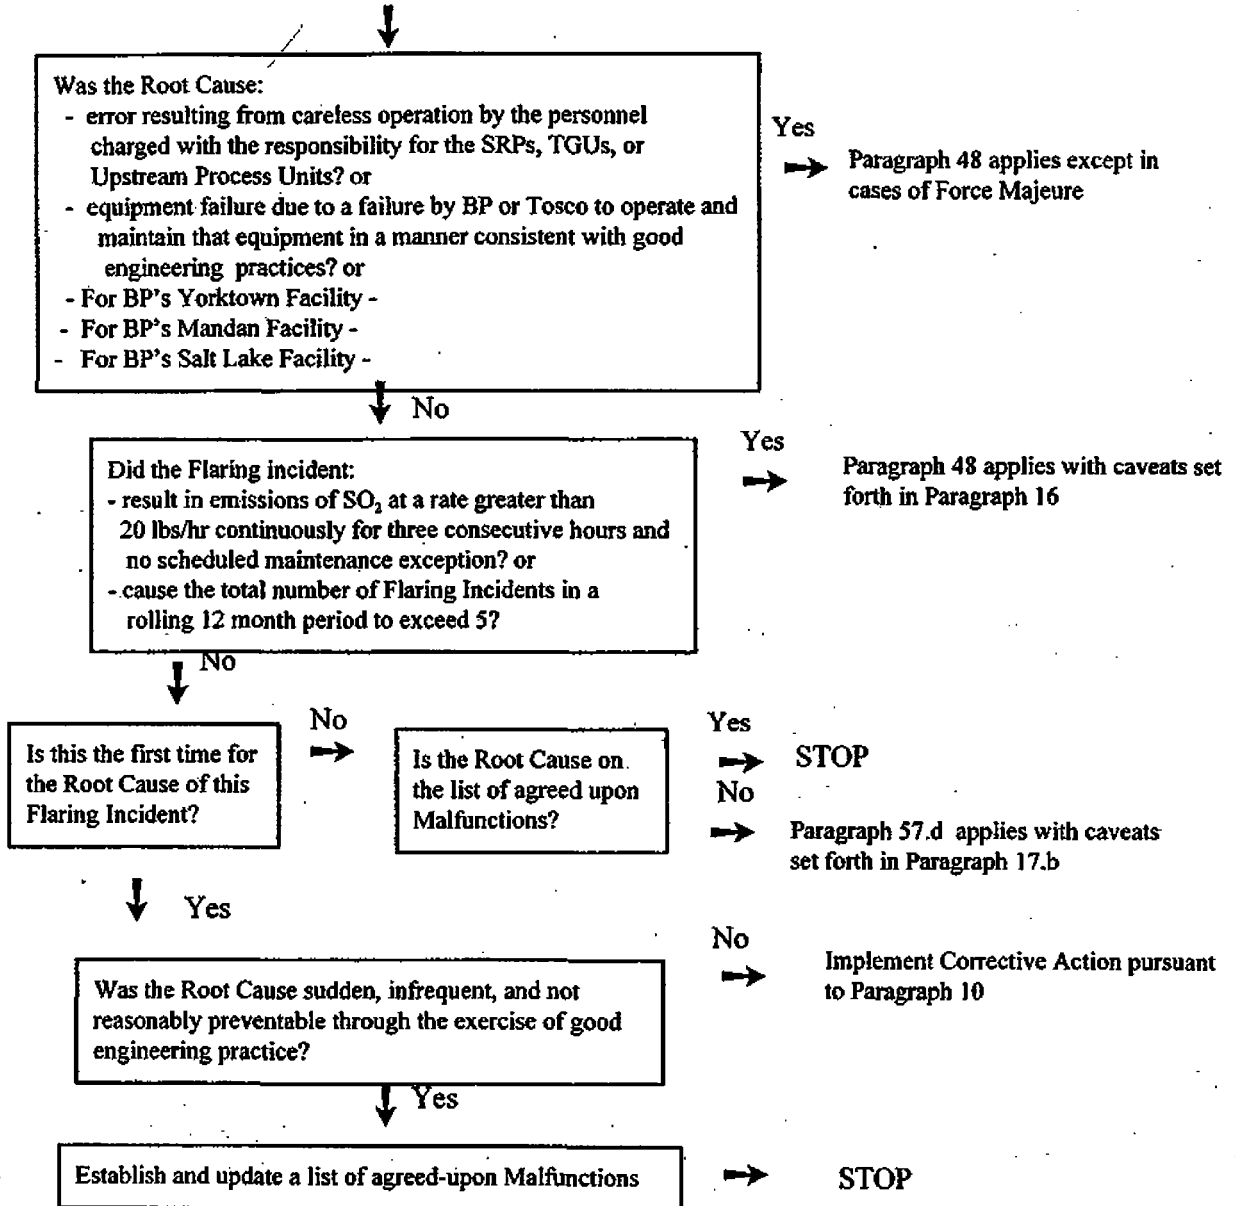 Was the Root Cause:
- error resulting from careless operation by the personnel
charged with the responsibility for the SRPs, TGUs, or
Upstream Process Units? or
- equipment failure due to a failure by BP or Tosco to operate and
maintain that equipment in a manner consistent with good
engineering practices? or
- For BP's Yorktown Facility -
- For BP's Mandan Facility -
- For BP's Salt Lake Facility -
Yes
Paragraph 48 applies except in
cases of Force Majeure
No
Did the Flaring incident:
- result in emissions of SO₂ at a rate greater than
20 lbs/hr continuously for three consecutive hours and
no scheduled maintenance exception? or
- cause the total number of Flaring Incidents in a
rolling 12 month period to exceed 5?
Yes
Paragraph 48 applies with caveats set
forth in Paragraph 16
No
Is this the first time for
the Root Cause of this
Flaring Incident?
No
Is the Root Cause on
the list of agreed upon
Malfunctions?
Yes
STOP
No
Paragraph 57.d applies with caveats
set forth in Paragraph 17.b
Yes
Was the Root Cause sudden, infrequent, and not
reasonably preventable through the exercise of good
engineering practice?
No
Implement Corrective Action pursuant
to Paragraph 10
Yes
Establish and update a list of agreed-upon Malfunctions
STOP